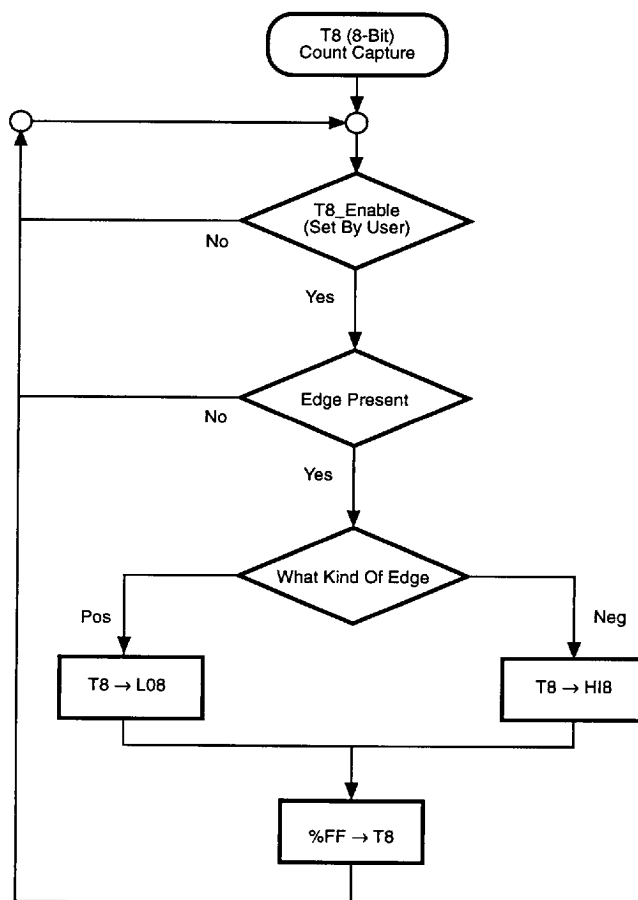 T8 (8-Bit)
Count Capture
T8_Enable
(Set By User)
No
Yes
Edge Present
No
Yes
What Kind Of Edge
Pos
Neg
T8 → L08
T8 → HI8
%FF → T8